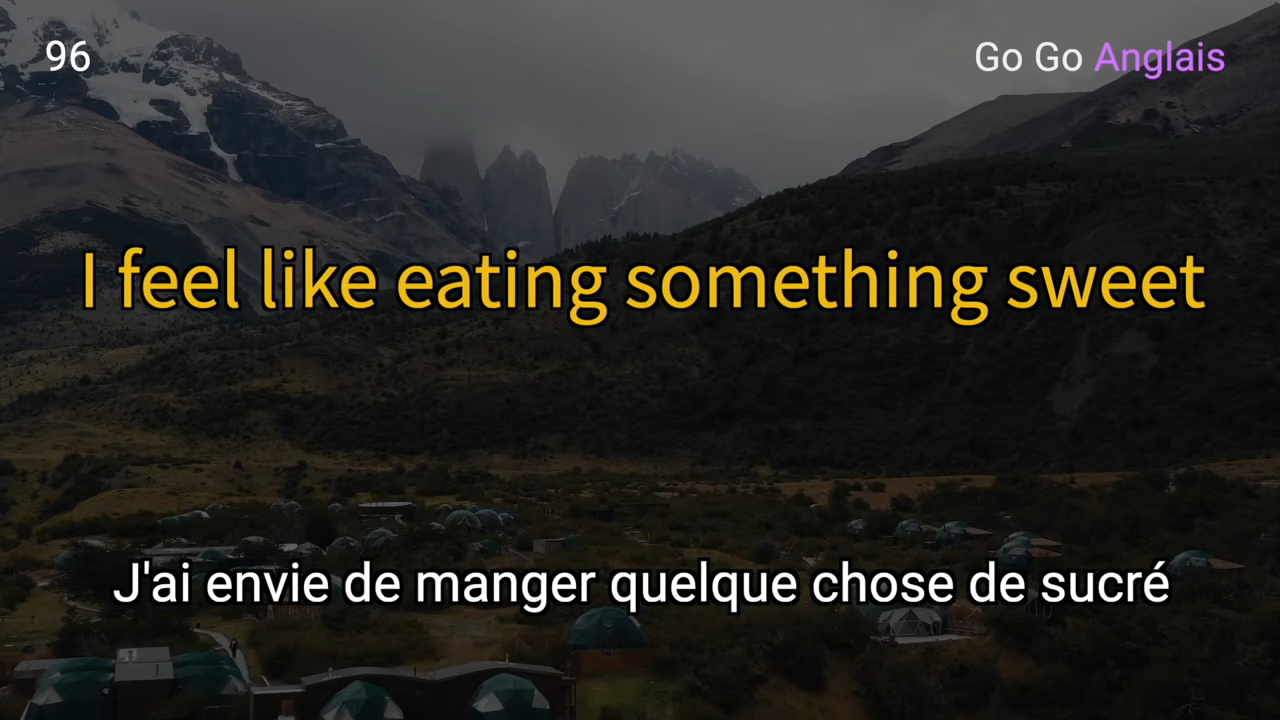 96
Go Go Anglais
I feel like eating something sweet
J'ai envie de manger quelque chose de sucré